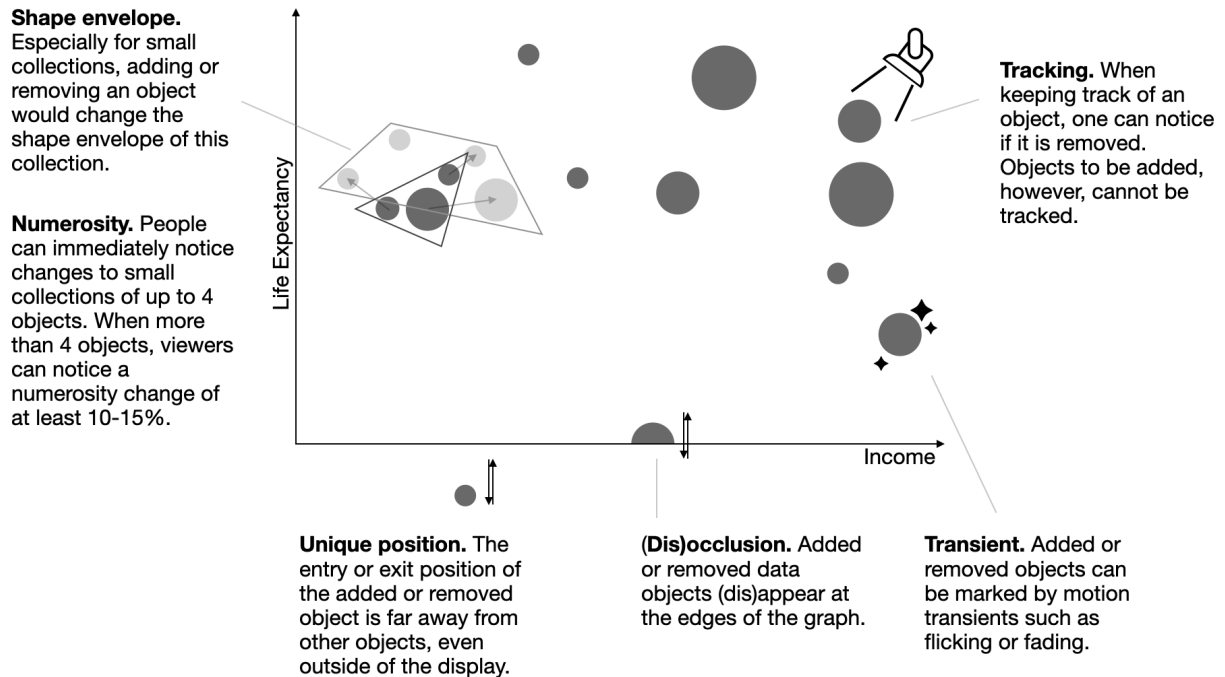 Shape envelope.
Especially for small
collections, adding or
removing an object
would change the
shape envelope of this
collection.
Numerosity. People
can immediately notice
changes to small
collections of up to 4
objects. When more
than 4 objects, viewers
can notice a
numerosity change of
at least 10-15%.
Life Expectancy
Income
Tracking. When
keeping track of an
object, one can notice
if it is removed.
Objects to be added,
however, cannot be
tracked.
Unique position. The
entry or exit position of
the added or removed
object is far away from
other objects, even
outside of the display.
(Dis)occlusion. Added
or removed data
objects (dis)appear at
the edges of the graph.
Transient. Added or
removed objects can
be marked by motion
transients such as
flicking or fading.